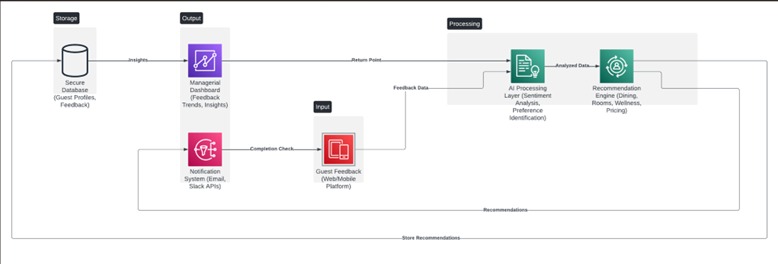 Storage
Output
Processing
Insights
Return Point
Secure
Database
(Guest Profiles,
Feedback)
Managerial
Dashboard
(Feedback
Trends, Insights)
Input
Feedback Data
AI Processing
Layer (Sentiment
Analysis,
Preference
Identification)
Analyzed Data
Recommendation
Engine (Dining,
Rooms, Wellness,
Pricing)
Notification
System (Email,
Slack APIs)
Completion Check
Guest Feedback
(Web/Mobile
Platform)
Recommendations
Store Recommendations